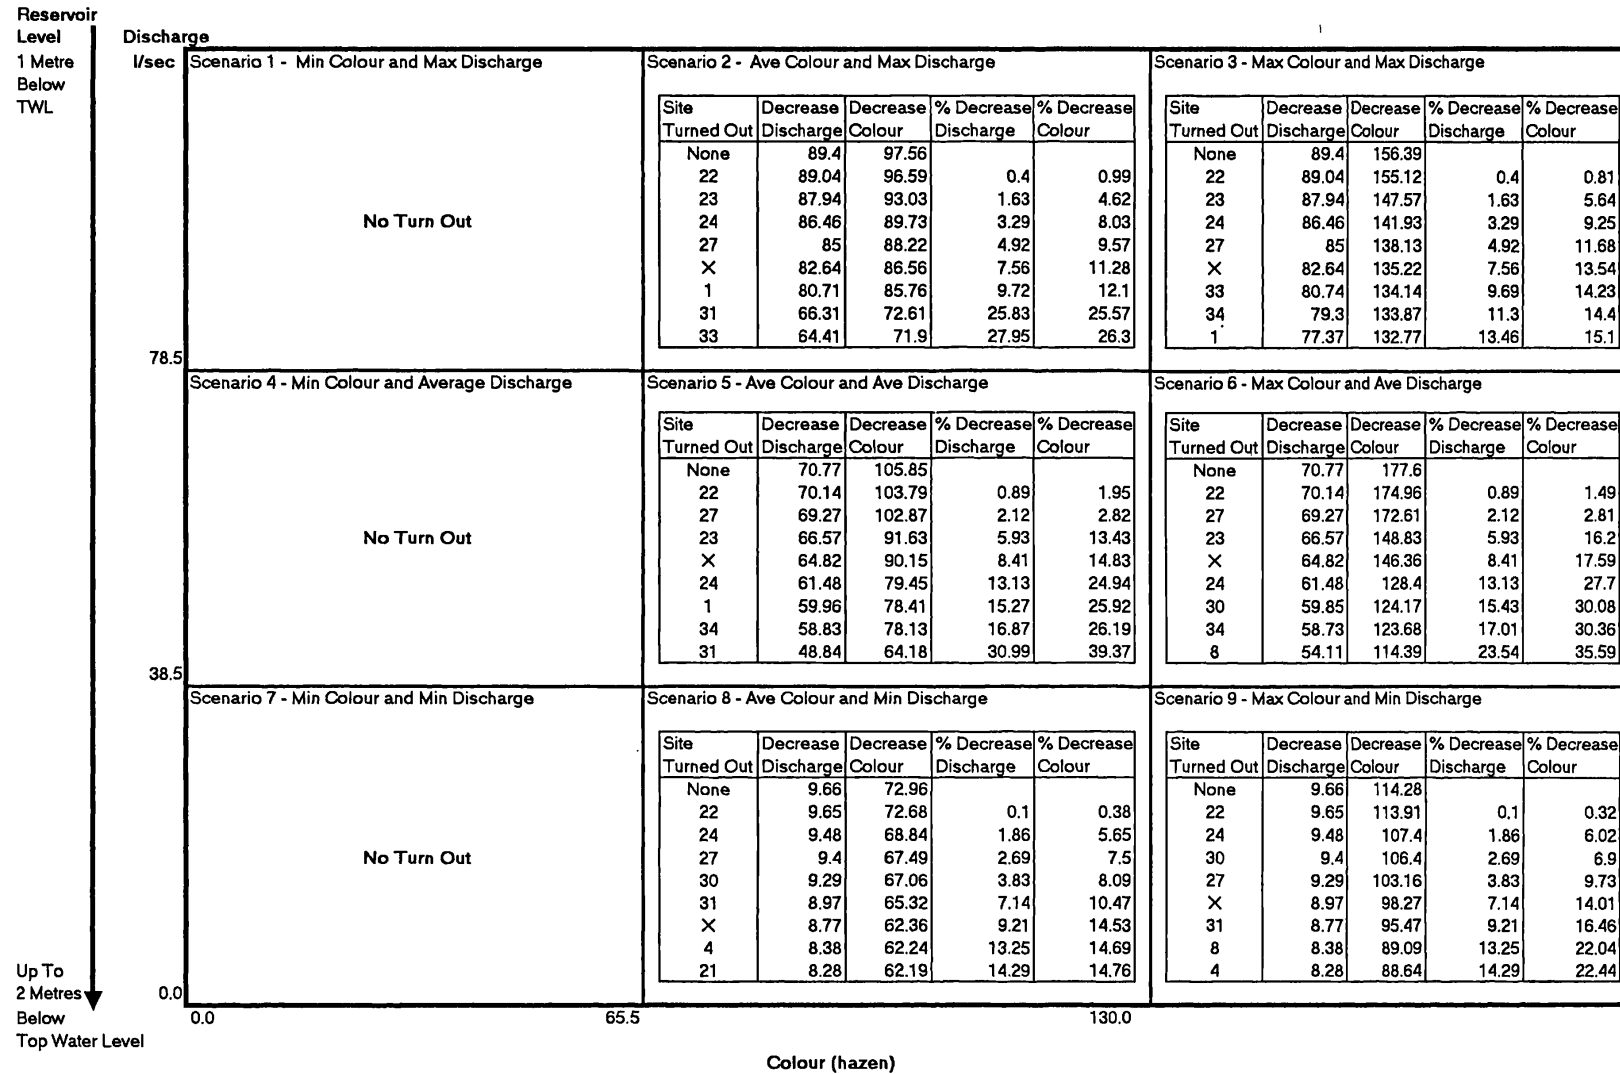 Reservoir
Level
1 Metre
Below
TWL
Discharge
l/sec
Scenario 1 - Min Colour and Max Discharge
No Turn Out
Scenario 2 - Ave Colour and Max Discharge
Site Decrease Decrease % Decrease % Decrease
Turned Out Discharge Colour Discharge Colour
None 89.4 97.56
22 89.04 96.59 0.4 0.99
23 87.94 93.03 1.63 4.62
24 86.46 89.73 3.29 8.03
27 85 88.22 4.92 9.57
X 82.64 86.56 7.56 11.28
1 80.71 85.76 9.72 12.1
31 66.31 72.61 25.83 25.57
33 64.41 71.9 27.95 26.3
Scenario 3 - Max Colour and Max Discharge
Site Decrease Decrease % Decrease % Decrease
Turned Out Discharge Colour Discharge Colour
None 89.4 156.39
22 89.04 155.12 0.4 0.81
23 87.94 147.57 1.63 5.64
24 86.46 141.93 3.29 9.25
27 85 138.13 4.92 11.68
X 82.64 135.22 7.56 13.54
33 80.74 134.14 9.69 14.23
34 79.3 133.87 11.3 14.4
1 77.37 132.77 13.46 15.1
78.5
Scenario 4 - Min Colour and Average Discharge
No Turn Out
Scenario 5 - Ave Colour and Ave Discharge
Site Decrease Decrease % Decrease % Decrease
Turned Out Discharge Colour Discharge Colour
None 70.77 105.85
22 70.14 103.79 0.89 1.95
27 69.27 102.87 2.12 2.82
23 66.57 91.63 5.93 13.43
X 64.82 90.15 8.41 14.83
24 61.48 79.45 13.13 24.94
1 59.96 78.41 15.27 25.92
34 58.83 78.13 16.87 26.19
31 48.84 64.18 30.99 39.37
Scenario 6 - Max Colour and Ave Discharge
Site Decrease Decrease % Decrease % Decrease
Turned Out Discharge Colour Discharge Colour
None 70.77 177.6
22 70.14 174.96 0.89 1.49
27 69.27 172.61 2.12 2.81
23 66.57 148.83 5.93 16.2
X 64.82 146.36 8.41 17.59
24 61.48 128.4 13.13 27.7
30 59.85 124.17 15.43 30.08
34 58.73 123.68 17.01 30.36
8 54.11 114.39 23.54 35.59
38.5
Scenario 7 - Min Colour and Min Discharge
No Turn Out
Scenario 8 - Ave Colour and Min Discharge
Site Decrease Decrease % Decrease % Decrease
Turned Out Discharge Colour Discharge Colour
None 9.66 72.96
22 9.65 72.68 0.1 0.38
24 9.48 68.84 1.86 5.65
27 9.4 67.49 2.69 7.5
30 9.29 67.06 3.83 8.09
31 8.97 65.32 7.14 10.47
X 8.77 62.36 9.21 14.53
4 8.38 62.24 13.25 14.69
21 8.28 62.19 14.29 14.76
Scenario 9 - Max Colour and Min Discharge
Site Decrease Decrease % Decrease % Decrease
Turned Out Discharge Colour Discharge Colour
None 9.66 114.28
22 9.65 113.91 0.1 0.32
24 9.48 107.4 1.86 6.02
30 9.4 106.4 2.69 6.9
27 9.29 103.16 3.83 9.73
X 8.97 98.27 7.14 14.01
31 8.77 95.47 9.21 16.46
8 8.38 89.09 13.25 22.04
4 8.28 88.64 14.29 22.44
Up To
2 Metres
Below
Top Water Level
0.0
0.0 65.5 130.0
Colour (hazen)